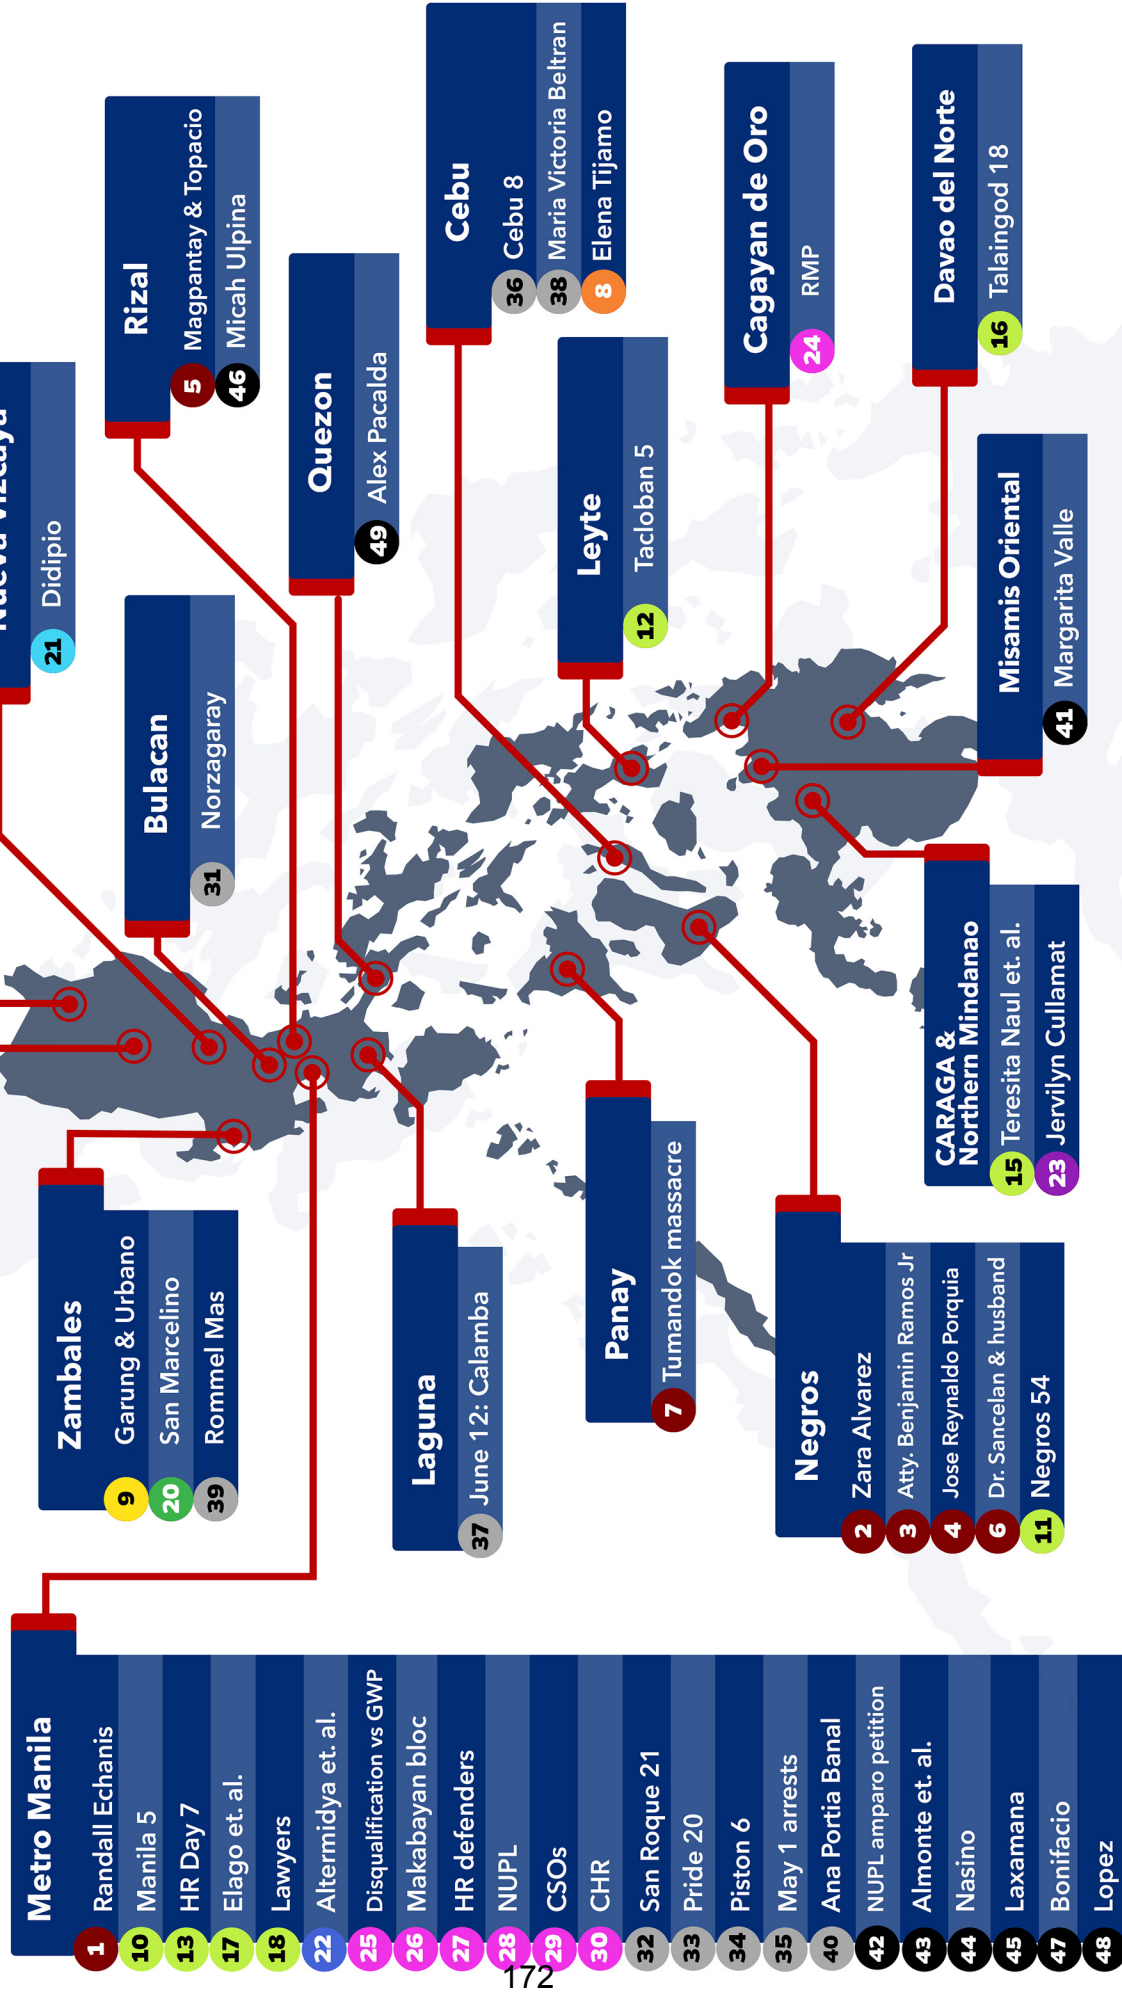 Nueva Vizcaya
21 Didipio
Rizal
5 Magpantay & Topacio
46 Micah Ulpina
Bulacan
31 Norzagaray
Quezon
49 Alex Pacalda
Cebu
36 Cebu 8
38 Maria Victoria Beltran
8 Elena Tijamo
Leyte
12 Tacloban 5
Cagayan de Oro
24 RMP
Davao del Norte
16 Talaingod 18
Misamis Oriental
41 Margarita Valle
CARAGA &
Northern Mindanao
15 Teresita Naul et. al.
23 Jervilyn Cullamat
Zambales
9 Garung & Urbano
20 San Marcelino
39 Rommel Mas
Laguna
37 June 12: Calamba
Panay
7 Tumandok massacre
Negros
2 Zara Alvarez
3 Atty. Benjamin Ramos Jr
4 Jose Reynaldo Porquia
6 Dr. Sancelan & husband
11 Negros 54
Metro Manila
1 Randall Echanis
10 Manila 5
13 HR Day 7
17 Elago et. al.
18 Lawyers
22 Altermidya et. al.
25 Disqualification vs GWP
26 Makabayan bloc
27 HR defenders
28 NUPL
29 CSOs
30 CHR
32 San Roque 21
33 Pride 20
34 Piston 6
35 May 1 arrests
40 Ana Portia Banal
42 NUPL amparo petition
43 Almonte et. al.
44 Nasino
45 Laxamana
47 Bonifacio
48 Lopez
172